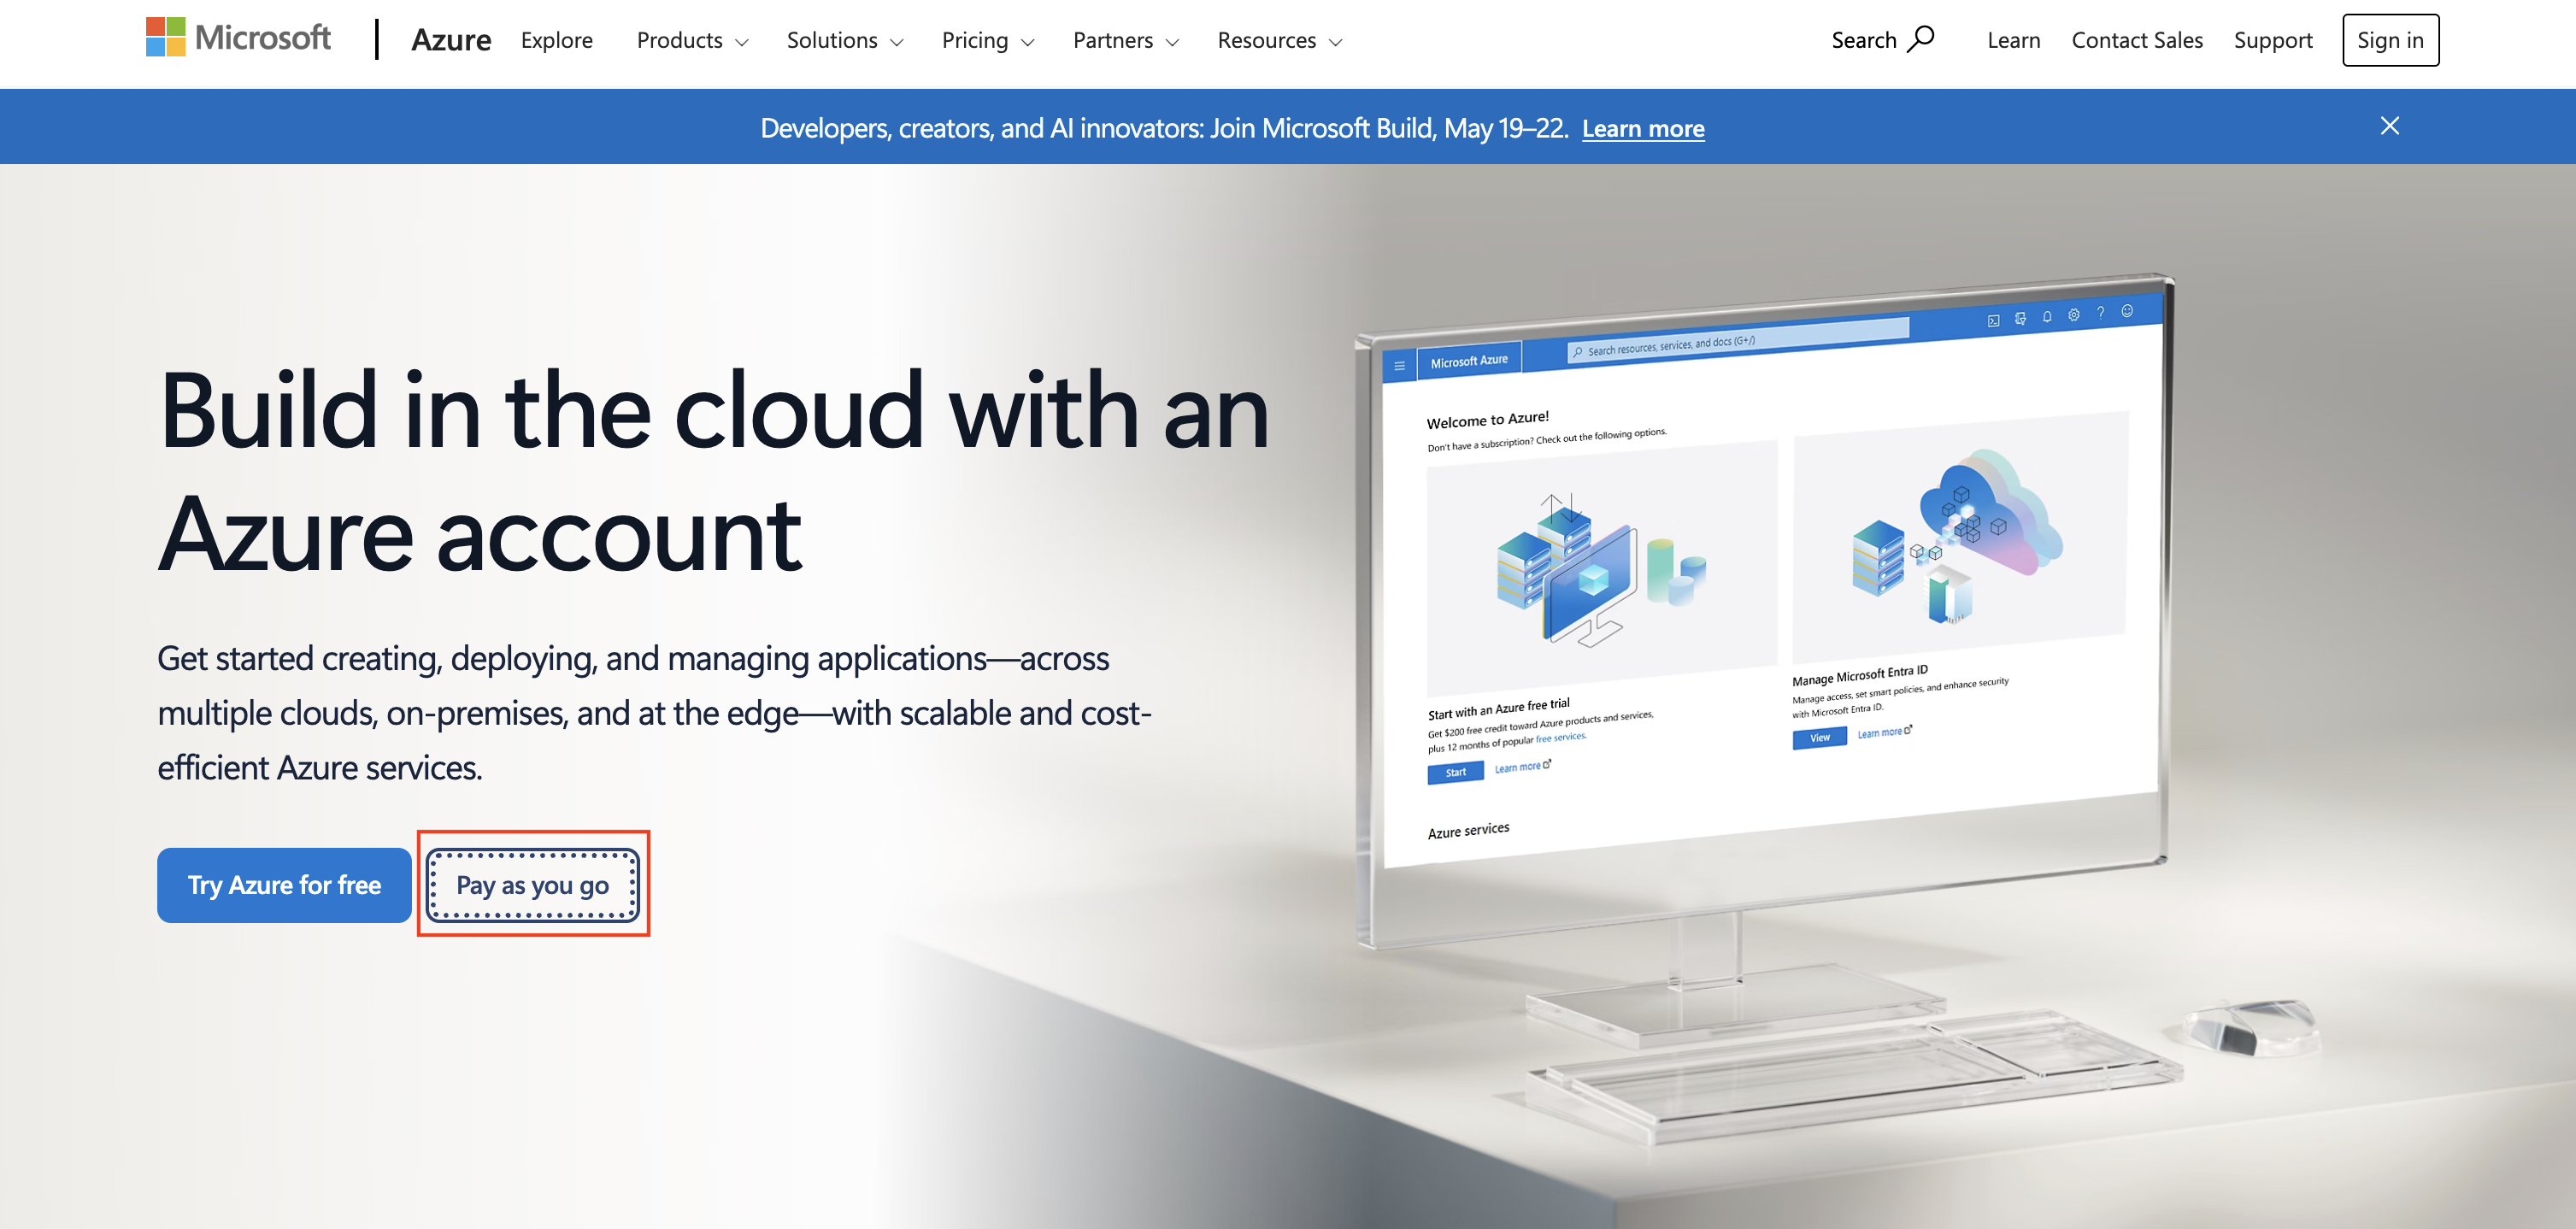 Microsoft
Azure
Explore
Products
Solutions
Pricing
Partners
Resources
Search
Learn
Contact Sales
Support
Sign in
Developers, creators, and AI innovators: Join Microsoft Build, May 19–22. Learn more
Build in the cloud with an
Azure account
Get started creating, deploying, and managing applications—across
multiple clouds, on-premises, and at the edge—with scalable and cost-
efficient Azure services.
Try Azure for free
Pay as you go
Microsoft Azure
Search resources, services, and docs (G+/)
Welcome to Azure!
Don't have a subscription? Check out the following options.
Start with an Azure free trial
Get $200 free credit toward Azure products and services,
plus 12 months of popular free services.
Start
Learn more
Manage Microsoft Entra ID
Manage access, set smart policies, and enhance security
with Microsoft Entra ID.
View
Learn more
Azure services